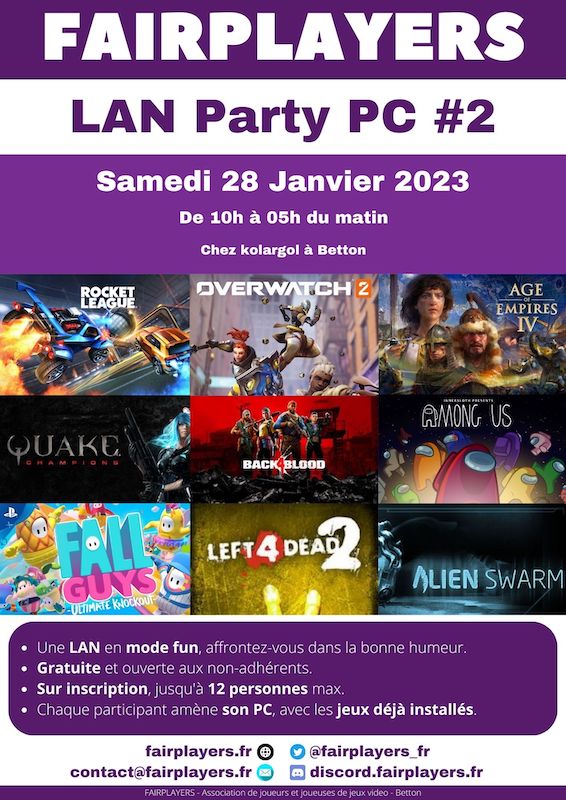 FAIRPLAYERS
LAN Party PC #2
Samedi 28 Janvier 2023
De 10h à 05h du matin
Chez kolargol à Betton
ROCKET
LEAGUE
OVERWATCH 2
AGE
OF
EMPIRES
IV
QUAKE
CHAMPIONS
BACK 4 BLOOD
INNERSLOTH PRESENTS
AMONG US
FALL
GUYS
ULTIMATE KNOCKOUT
LEFT 4 DEAD 2
ALIEN SWARM
• Une LAN en mode fun, affrontez-vous dans la bonne humeur.
• Gratuite et ouverte aux non-adhérents.
• Sur inscription, jusqu'à 12 personnes max.
• Chaque participant amène son PC, avec les jeux déjà installés.
fairplayers.fr @fairplayers_fr
contact@fairplayers.fr discord.fairplayers.fr
FAIRPLAYERS - Association de joueurs et joueuses de jeux video - Betton